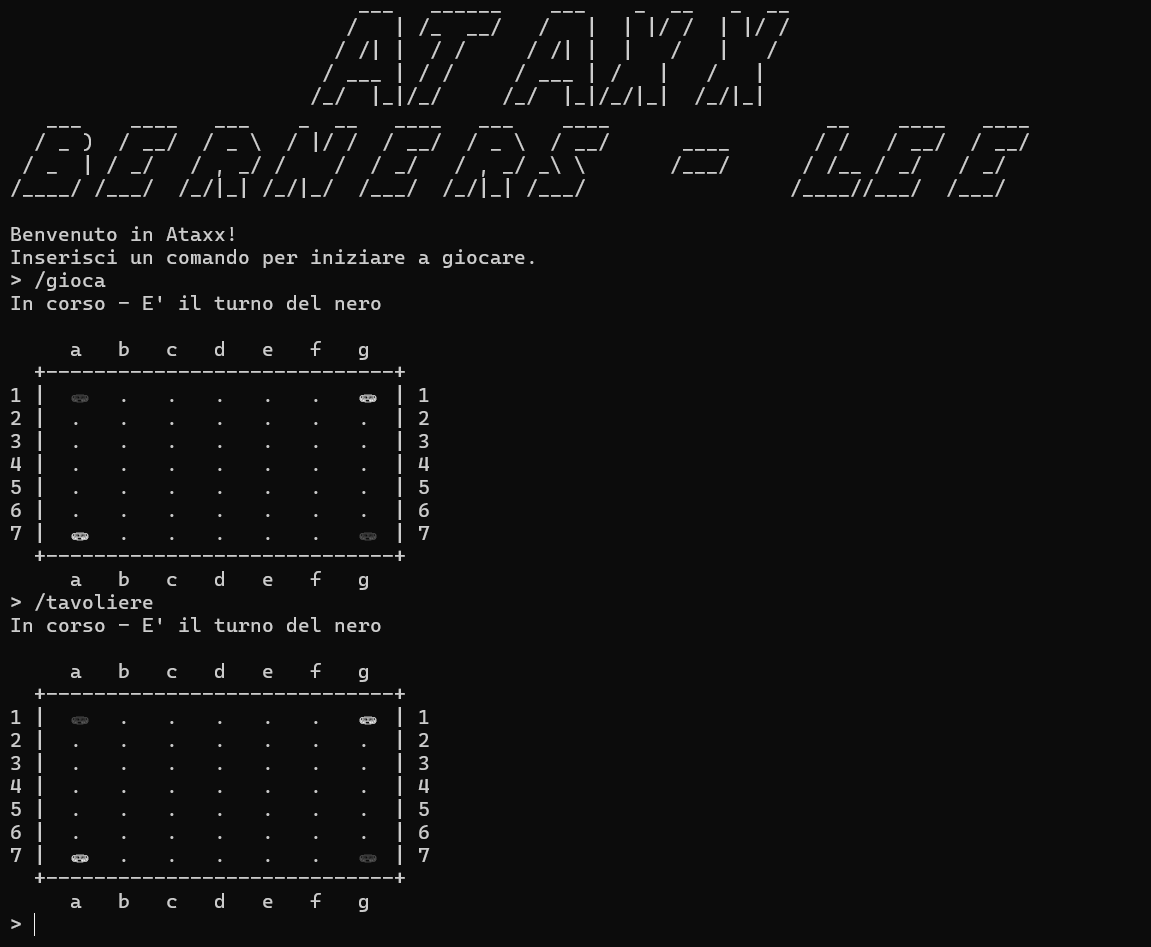 ATAXX
BERNERS - LEE
Benvenuto in Ataxx!
Inserisci un comando per iniziare a giocare.
> /gioca
In corso - E' il turno del nero
a b c d e f g
+-----------------------------+
1 | ⛂ . . . . . ⛀ | 1
2 | . . . . . . . | 2
3 | . . . . . . . | 3
4 | . . . . . . . | 4
5 | . . . . . . . | 5
6 | . . . . . . . | 6
7 | ⛀ . . . . . ⛂ | 7
+-----------------------------+
a b c d e f g
> /tavoliere
In corso - E' il turno del nero
a b c d e f g
+-----------------------------+
1 | ⛂ . . . . . ⛀ | 1
2 | . . . . . . . | 2
3 | . . . . . . . | 3
4 | . . . . . . . | 4
5 | . . . . . . . | 5
6 | . . . . . . . | 6
7 | ⛀ . . . . . ⛂ | 7
+-----------------------------+
a b c d e f g
>